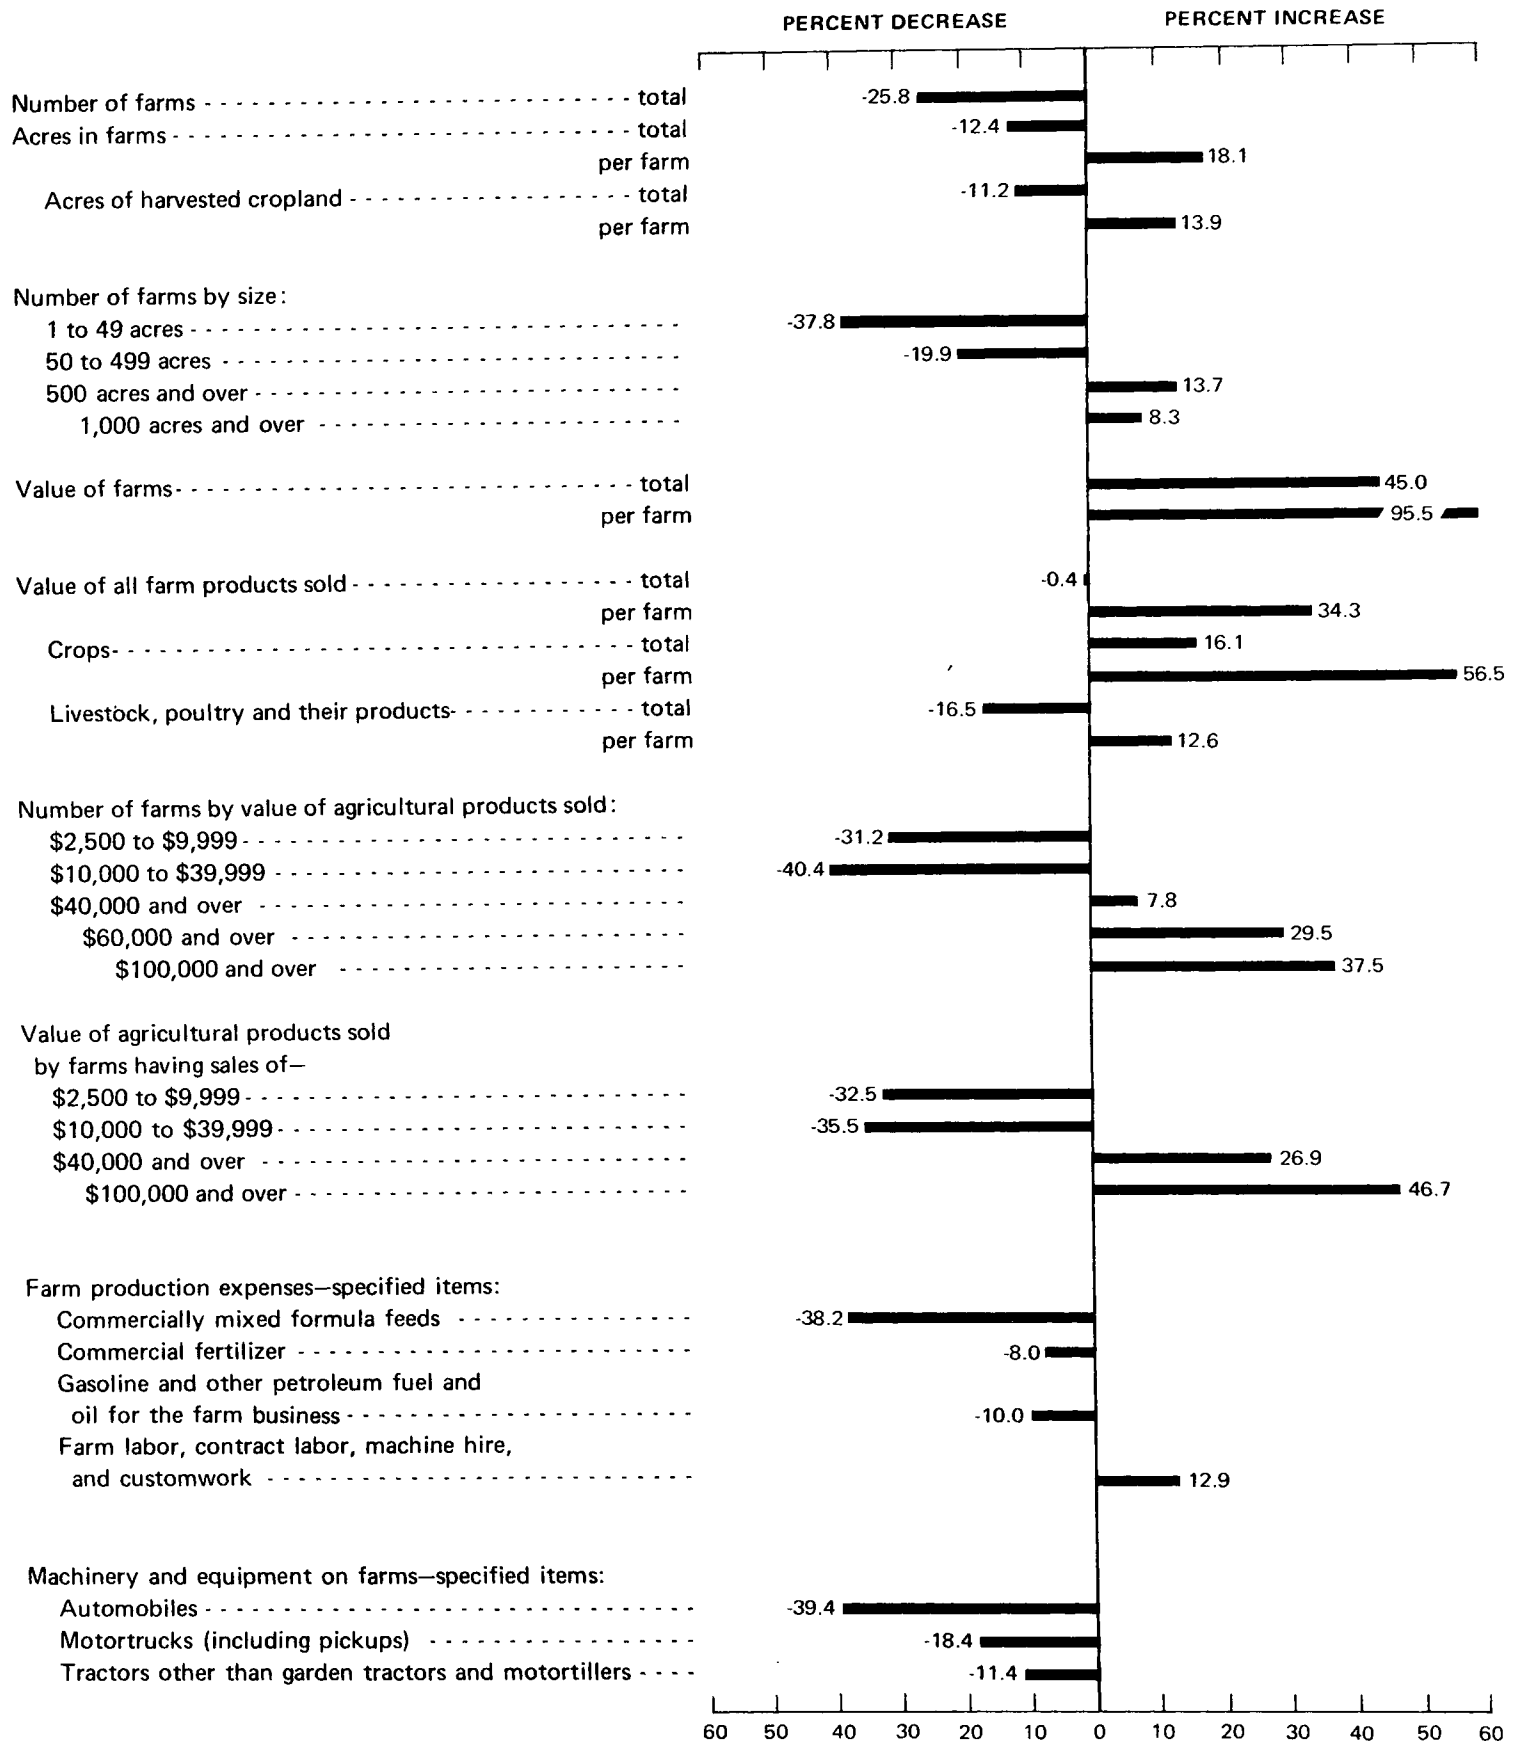 PERCENT DECREASE PERCENT INCREASE
Number of farms - - - - - - - - - - - - - - - - - - - - - - - - - - - total -25.8
Acres in farms - - - - - - - - - - - - - - - - - - - - - - - - - - - - - total -12.4
per farm 18.1
Acres of harvested cropland - - - - - - - - - - - - - - - - - - total -11.2
per farm 13.9
Number of farms by size:
1 to 49 acres - - - - - - - - - - - - - - - - - - - - - - - - - - - - - - - -37.8
50 to 499 acres - - - - - - - - - - - - - - - - - - - - - - - - - - - - - -19.9
500 acres and over - - - - - - - - - - - - - - - - - - - - - - - - - - - 13.7
1,000 acres and over - - - - - - - - - - - - - - - - - - - - - - - 8.3
Value of farms - - - - - - - - - - - - - - - - - - - - - - - - - - - - - total 45.0
per farm 95.5
Value of all farm products sold - - - - - - - - - - - - - - - - - - total -0.4
per farm 34.3
Crops - - - - - - - - - - - - - - - - - - - - - - - - - - - - - - - - - total 16.1
per farm 56.5
Livestock, poultry and their products - - - - - - - - - - - total -16.5
per farm 12.6
Number of farms by value of agricultural products sold:
$2,500 to $9,999 - - - - - - - - - - - - - - - - - - - - - - - - - - - - -31.2
$10,000 to $39,999 - - - - - - - - - - - - - - - - - - - - - - - - - - -40.4
$40,000 and over - - - - - - - - - - - - - - - - - - - - - - - - - - - 7.8
$60,000 and over - - - - - - - - - - - - - - - - - - - - - - - - - 29.5
$100,000 and over - - - - - - - - - - - - - - - - - - - - - - 37.5
Value of agricultural products sold
by farms having sales of—
$2,500 to $9,999 - - - - - - - - - - - - - - - - - - - - - - - - - - - - -32.5
$10,000 to $39,999 - - - - - - - - - - - - - - - - - - - - - - - - - - -35.5
$40,000 and over - - - - - - - - - - - - - - - - - - - - - - - - - - - 26.9
$100,000 and over - - - - - - - - - - - - - - - - - - - - - - - - - 46.7
Farm production expenses—specified items:
Commercially mixed formula feeds - - - - - - - - - - - - - - - -38.2
Commercial fertilizer - - - - - - - - - - - - - - - - - - - - - - - - - -8.0
Gasoline and other petroleum fuel and
oil for the farm business - - - - - - - - - - - - - - - - - - - - - - -10.0
Farm labor, contract labor, machine hire,
and customwork - - - - - - - - - - - - - - - - - - - - - - - - - - - 12.9
Machinery and equipment on farms—specified items:
Automobiles - - - - - - - - - - - - - - - - - - - - - - - - - - - - - - - -39.4
Motortrucks (including pickups) - - - - - - - - - - - - - - - - - -18.4
Tractors other than garden tractors and motortillers - - - - -11.4
60 50 40 30 20 10 0 10 20 30 40 50 60